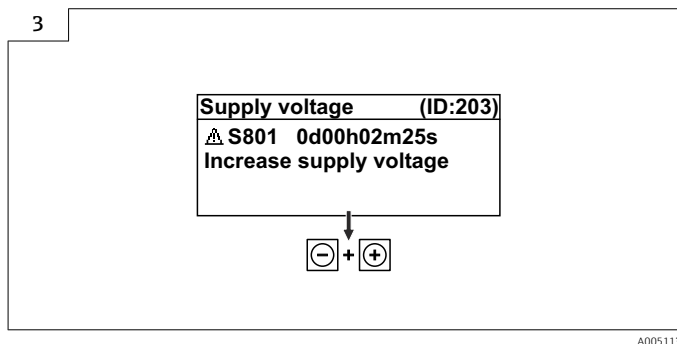 3
Supply voltage (ID:203)
⚠ S801 0d00h02m25s
Increase supply voltage
- + +